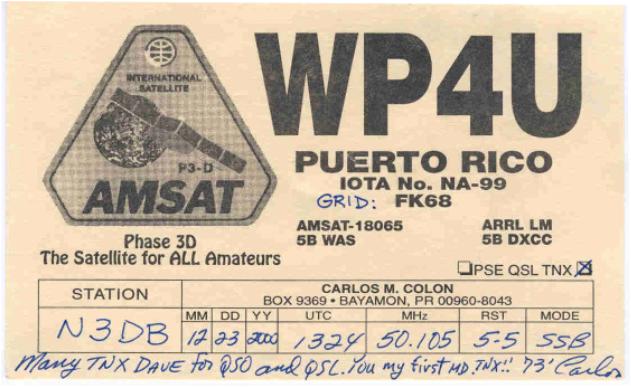 INTERNATIONAL
SATELLITE
P3-D
AMSAT
Phase 3D
The Satellite for ALL Amateurs
WP4U
PUERTO RICO
IOTA No. NA-99
GRID: FK68
AMSAT-18065 ARRL LM
5B WAS 5B DXCC
PSE QSL TNX
STATION
CARLOS M. COLON
BOX 9369 • BAYAMON, PR 00960-8043
MM DD YY UTC MHz RST MODE
N3DB 12 23 2000 1324 50.105 5-5 SSB
Many TNX DAVE for QSO and QSL. You my first MD. TNX!! 73' Carlos